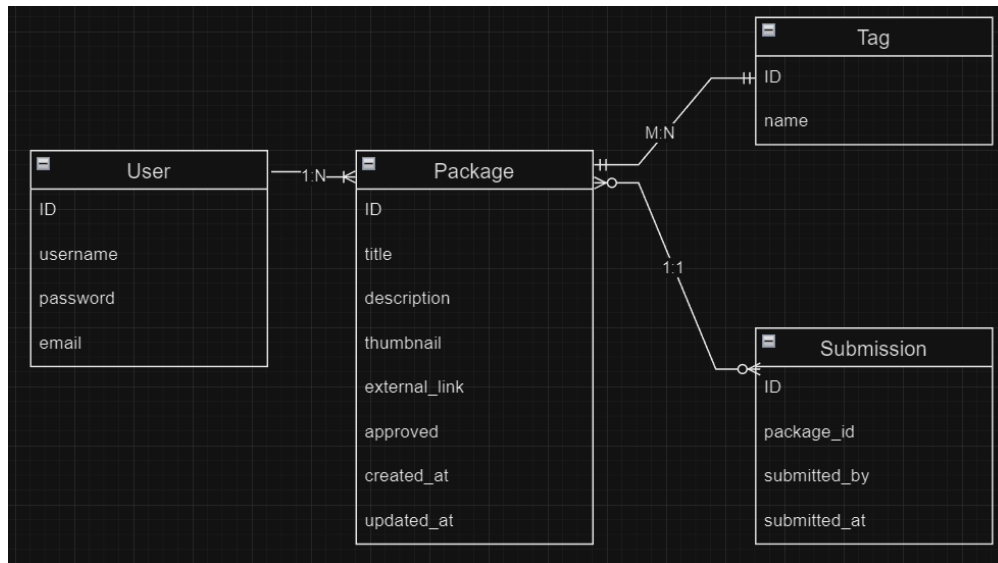 User
ID
username
password
email
1:N
Package
ID
title
description
thumbnail
external_link
approved
created_at
updated_at
M:N
Tag
ID
name
1:1
Submission
ID
package_id
submitted_by
submitted_at